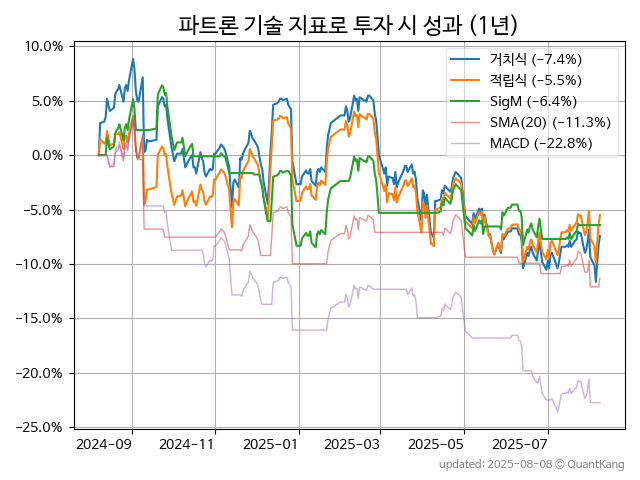 파트론 기술 지표로 투자 시 성과 (1년)
10.0%
5.0%
0.0%
−5.0%
−10.0%
−15.0%
−20.0%
−25.0%
거치식 (−7.4%)
적립식 (−5.5%)
SigM (−6.4%)
SMA(20) (−11.3%)
MACD (−22.8%)
2024-09
2024-11
2025-01
2025-03
2025-05
2025-07
updated: 2025-08-08 © QuantKang